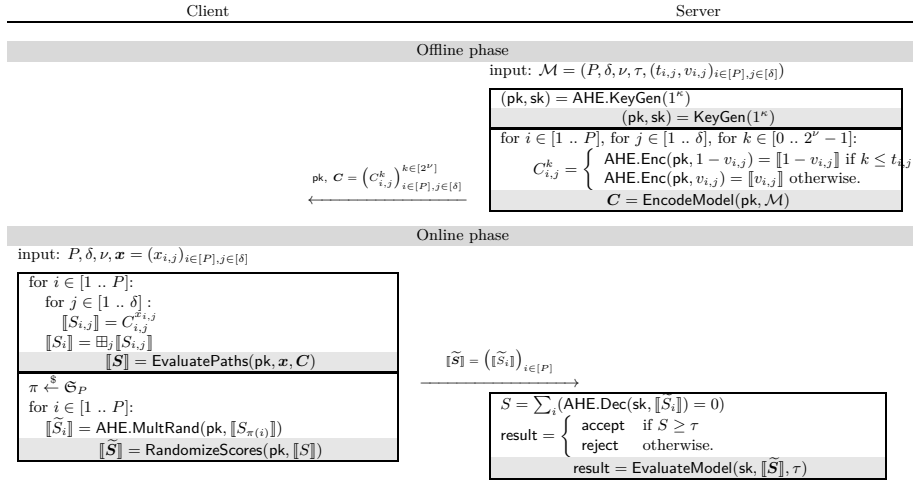 Client Server
Offline phase
input: ℳ = (P, δ, ν, τ, (t_{i,j}, v_{i,j})_{i∈[P],j∈[δ]})
(pk, sk) = AHE.KeyGen(1^κ)
(pk, sk) = KeyGen(1^κ)
for i ∈ [1 .. P], for j ∈ [1 .. δ], for k ∈ [0 .. 2^ν − 1]:
C^k_{i,j} = { AHE.Enc(pk, 1 − v_{i,j}) = ⟦1 − v_{i,j}⟧ if k ≤ t_{i,j}
AHE.Enc(pk, v_{i,j}) = ⟦v_{i,j}⟧ otherwise.
C = EncodeModel(pk, ℳ)
pk, C = (C^k_{i,j})^{k∈[2^ν]}_{i∈[P],j∈[δ]}
Online phase
input: P, δ, ν, x = (x_{i,j})_{i∈[P],j∈[δ]}
for i ∈ [1 .. P]:
for j ∈ [1 .. δ] :
⟦S_{i,j}⟧ = C^{x_{i,j}}_{i,j}
⟦S_i⟧ = ⊞_j⟦S_{i,j}⟧
⟦S⟧ = EvaluatePaths(pk, x, C)
π ←$ 𝔖_P
for i ∈ [1 .. P]:
⟦S̃_i⟧ = AHE.MultRand(pk, ⟦S_{π(i)}⟧)
⟦S̃⟧ = RandomizeScores(pk, ⟦S⟧)
⟦S̃⟧ = (⟦S̃_i⟧)_{i∈[P]}
S = ∑_i(AHE.Dec(sk, ⟦S̃_i⟧) = 0)
result = { accept if S ≥ τ
reject otherwise.
result = EvaluateModel(sk, ⟦S̃⟧, τ)